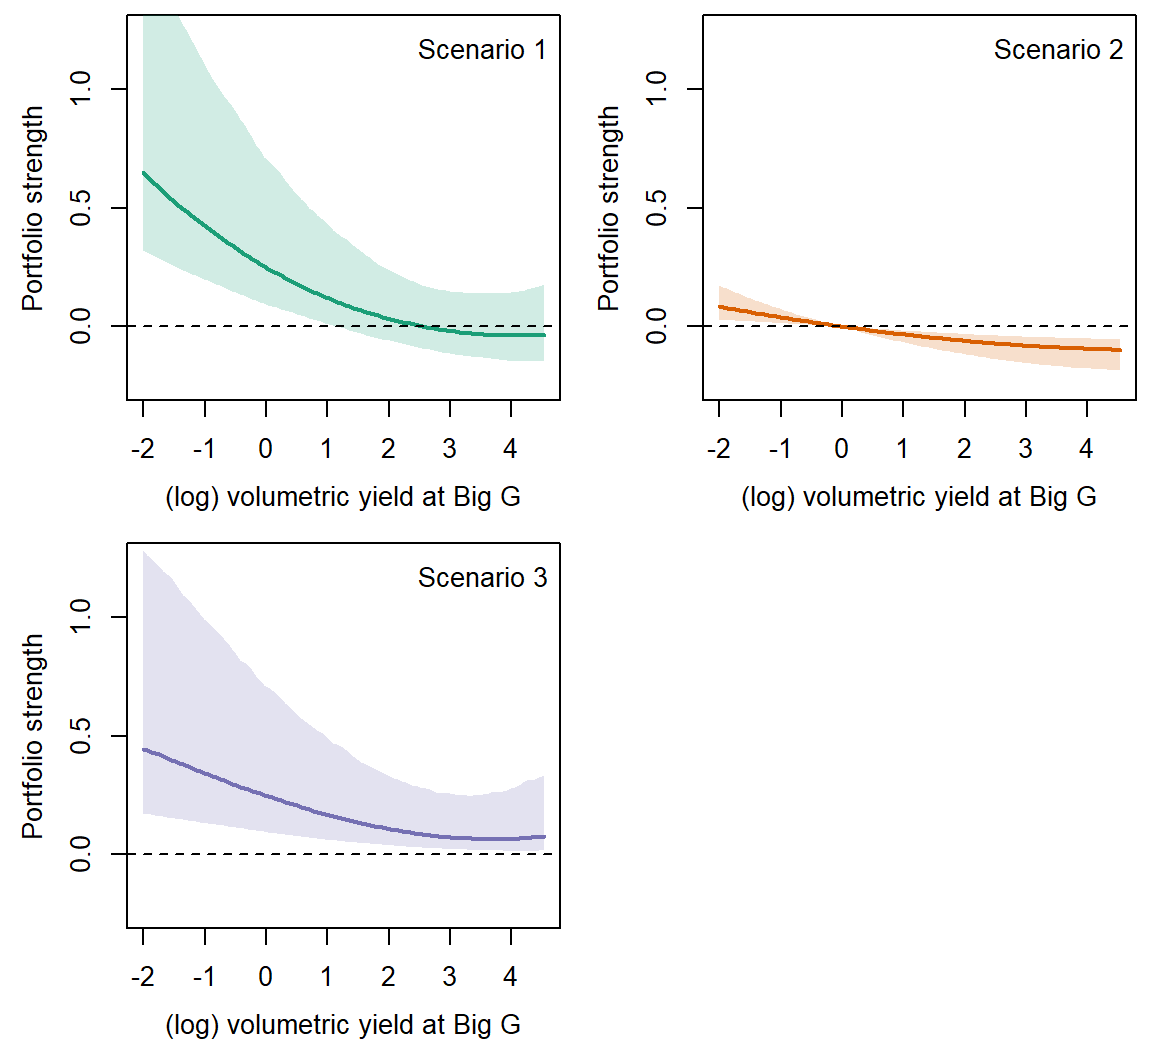 Scenario 1
Portfolio strength
1.0
0.5
0.0
-2 -1 0 1 2 3 4
(log) volumetric yield at Big G
Scenario 2
Portfolio strength
1.0
0.5
0.0
-2 -1 0 1 2 3 4
(log) volumetric yield at Big G
Scenario 3
Portfolio strength
1.0
0.5
0.0
-2 -1 0 1 2 3 4
(log) volumetric yield at Big G